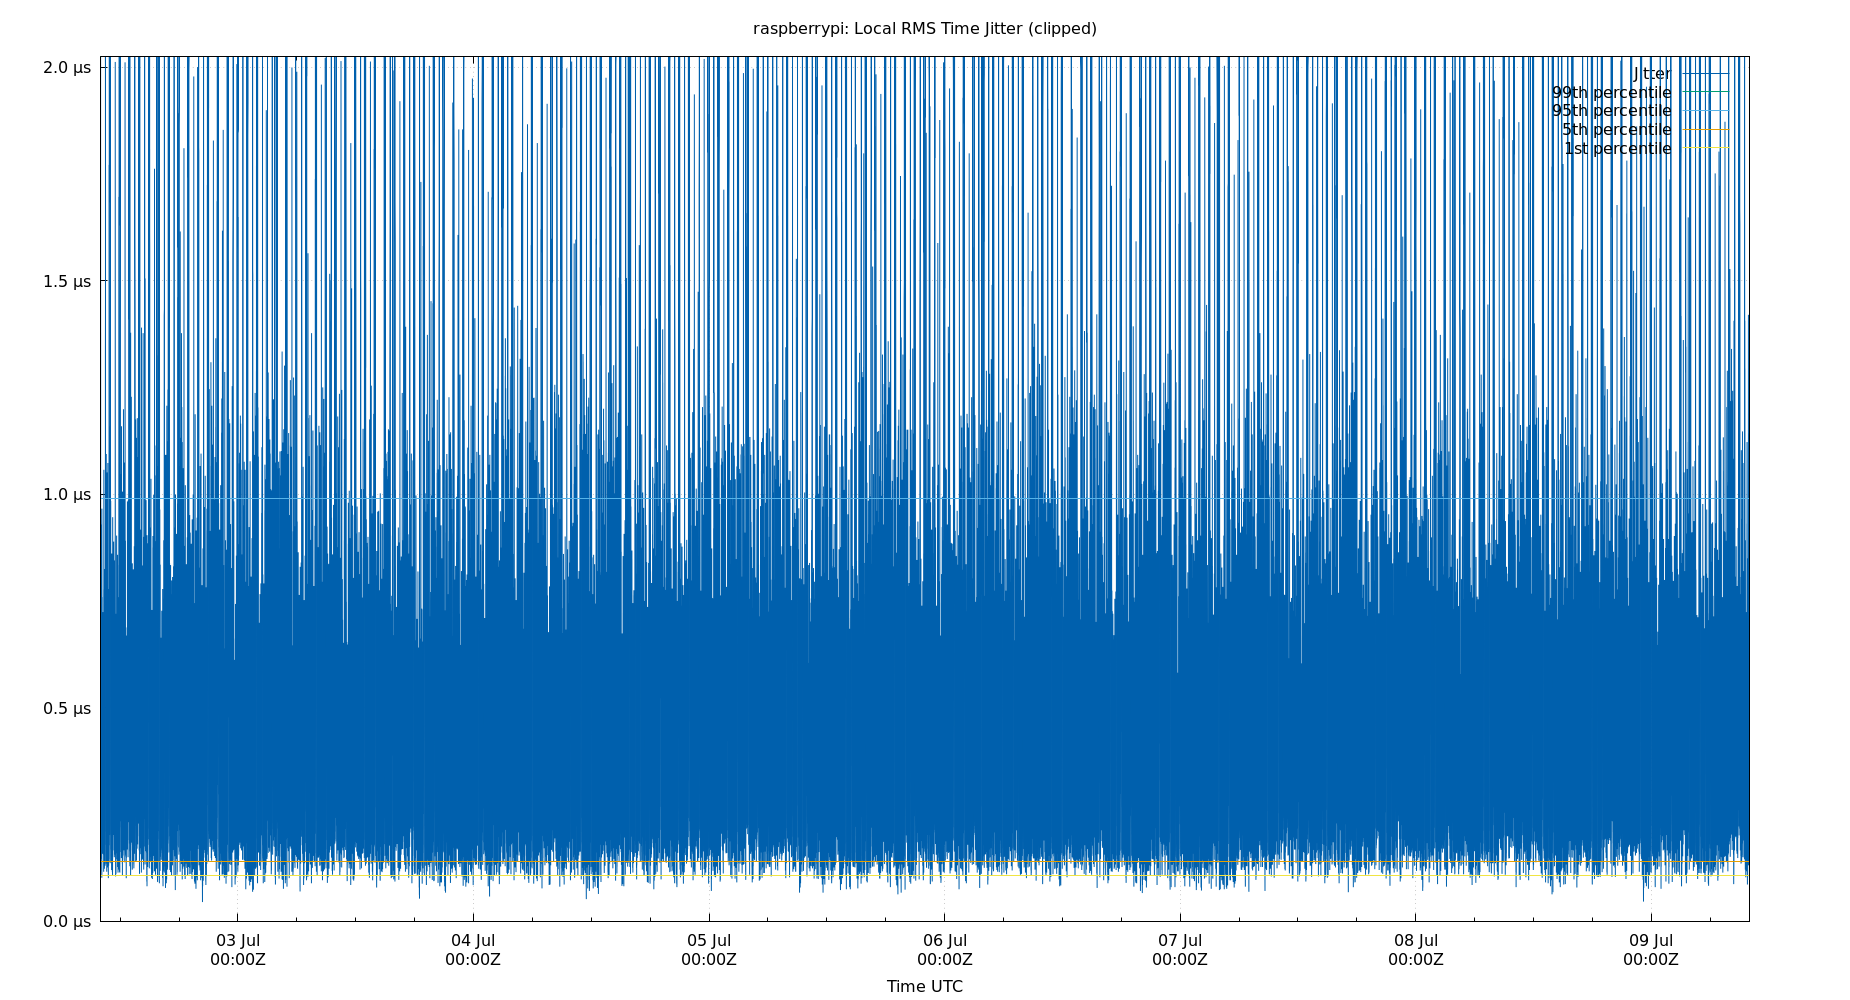 raspberrypi: Local RMS Time Jitter (clipped)
2.0 µs
1.5 µs
1.0 µs
0.5 µs
0.0 µs
Jitter
99th percentile
95th percentile
5th percentile
1st percentile
03 Jul
00:00Z
04 Jul
00:00Z
05 Jul
00:00Z
06 Jul
00:00Z
07 Jul
00:00Z
08 Jul
00:00Z
09 Jul
00:00Z
Time UTC